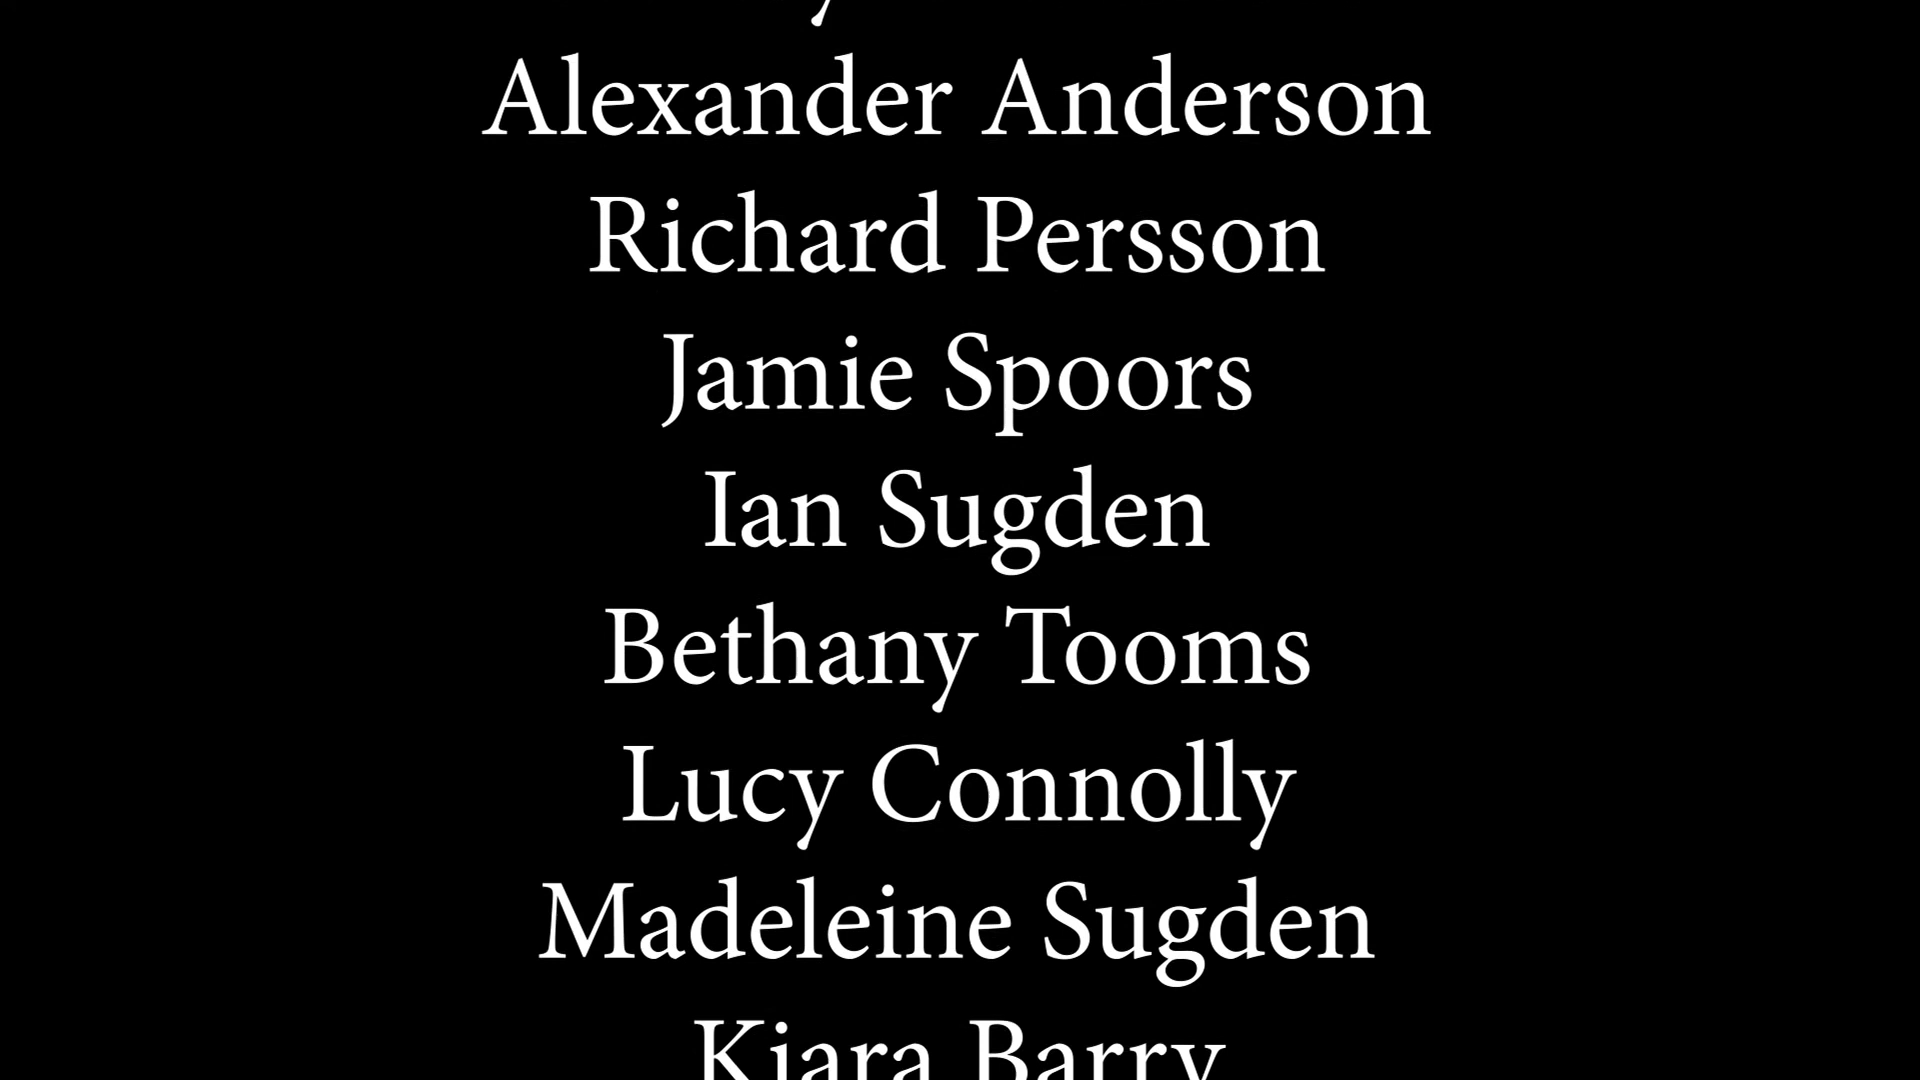 Alexander Anderson
Richard Persson
Jamie Spoors
Ian Sugden
Bethany Tooms
Lucy Connolly
Madeleine Sugden
Kiara Barry